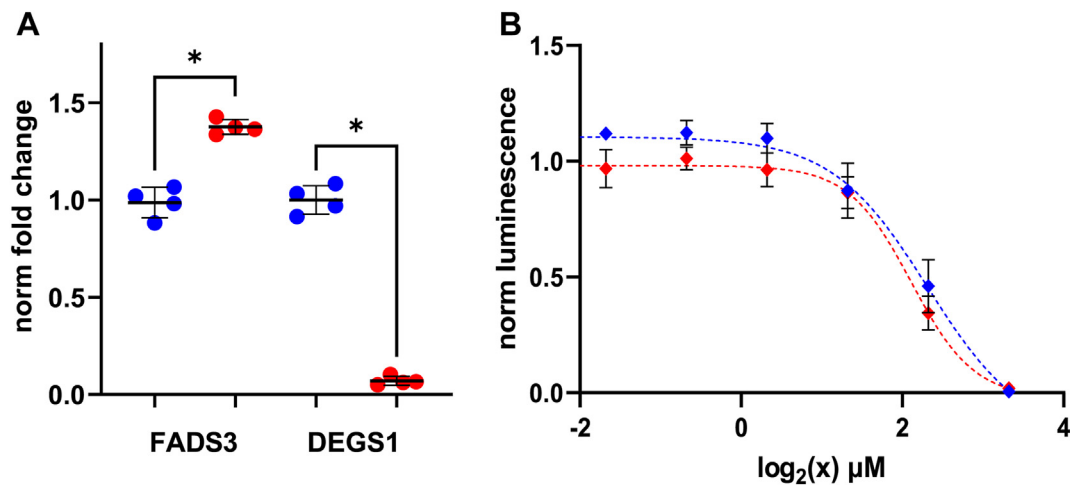 A
norm fold change
1.5
1.0
0.5
0.0
*
*
FADS3
DEGS1
B
norm luminescence
1.5
1.0
0.5
0.0
-2
0
2
4
log₂(x) μM